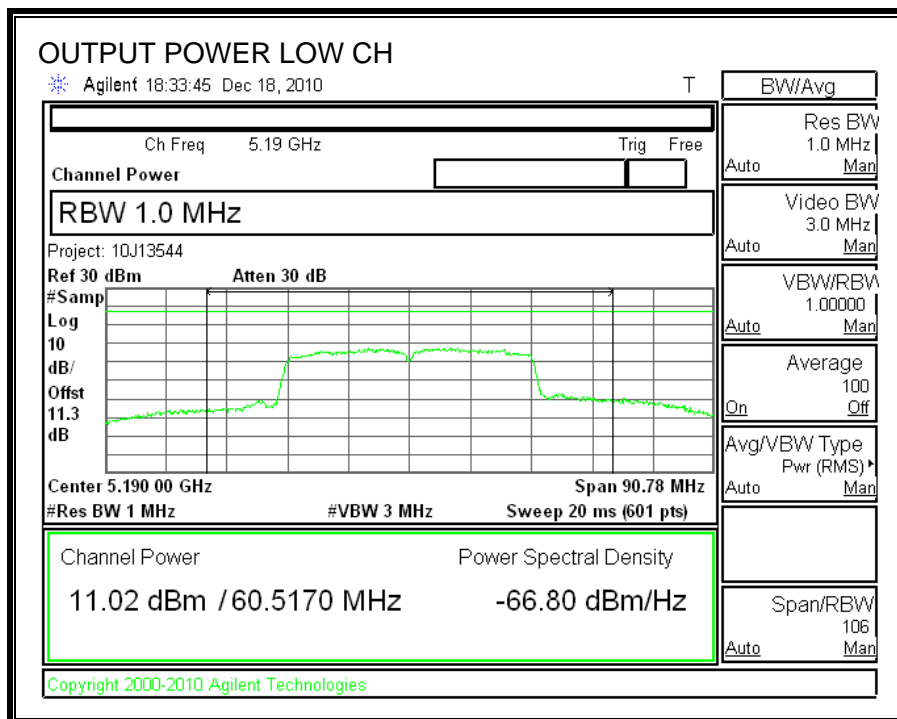 OUTPUT POWER LOW CH
Agilent 18:33:45 Dec 18, 2010 T
Ch Freq 5.19 GHz Trig Free
Channel Power
RBW 1.0 MHz
Project: 10J13544
Ref 30 dBm Atten 30 dB
#Samp
Log
10
dB/
Offst
11.3
dB
Center 5.190 00 GHz Span 90.78 MHz
#Res BW 1 MHz #VBW 3 MHz Sweep 20 ms (601 pts)
Channel Power Power Spectral Density
11.02 dBm / 60.5170 MHz -66.80 dBm/Hz
Copyright 2000-2010 Agilent Technologies
BW/Avg
Res BW
1.0 MHz
Auto Man
Video BW
3.0 MHz
Auto Man
VBW/RBW
1.00000
Auto Man
Average
100
On Off
Avg/VBW Type
Pwr (RMS)
Auto Man
Span/RBW
106
Auto Man